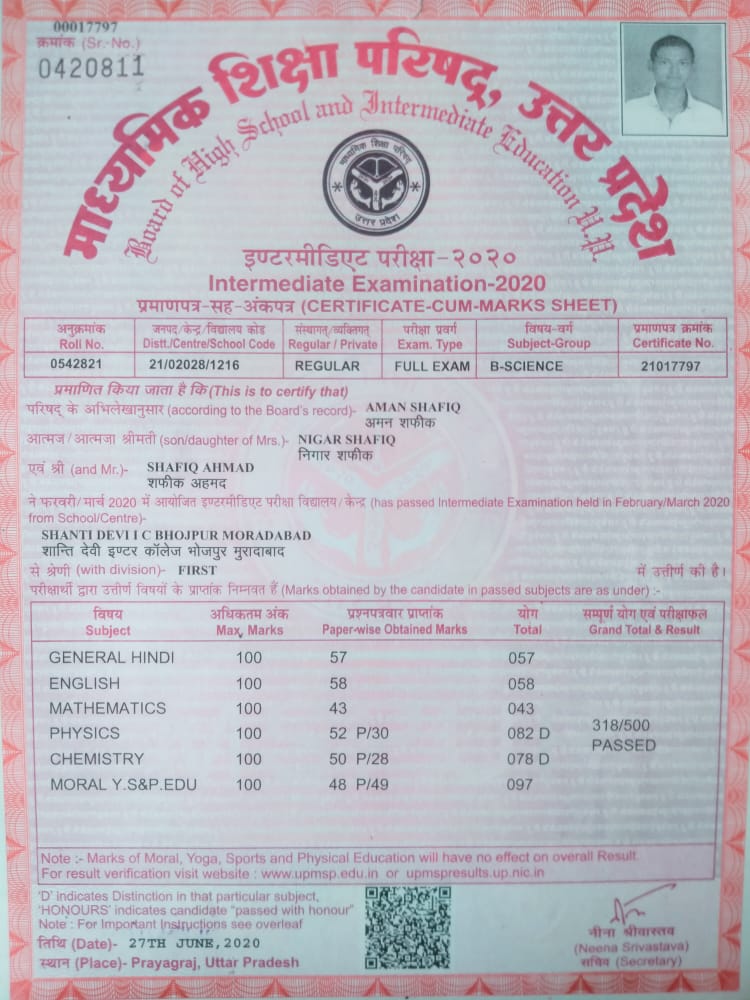 00017797
क्रमांक (Sr.-No.)
0420811
माध्यमिक शिक्षा परिषद्, उत्तर प्रदेश
Board of High School and Intermediate Education U.P.
माध्यमिक शिक्षा परिषद्
उत्तर प्रदेश
इण्टरमीडिएट परीक्षा-२०२०
Intermediate Examination-2020
प्रमाणपत्र-सह-अंकपत्र (CERTIFICATE-CUM-MARKS SHEET)
अनुक्रमांक जनपद/केन्द्र/विद्यालय कोड संस्थागत/व्यक्तिगत परीक्षा प्रवर्ग विषय-वर्ग प्रमाणपत्र क्रमांक
Roll No. Distt./Centre/School Code Regular / Private Exam. Type Subject-Group Certificate No.
0542821 21/02028/1216 REGULAR FULL EXAM B-SCIENCE 21017797
प्रमाणित किया जाता है कि (This is to certify that)
परिषद् के अभिलेखानुसार (according to the Board's record)- AMAN SHAFIQ
अमन शफीक
आत्मज/आत्मजा श्रीमती (son/daughter of Mrs.)- NIGAR SHAFIQ
निगार शफीक
एवं श्री (and Mr.)- SHAFIQ AHMAD
शफीक अहमद
ने फरवरी/मार्च 2020 में आयोजित इण्टरमीडिएट परीक्षा विद्यालय/केन्द्र (has passed Intermediate Examination held in February/March 2020
from School/Centre)-
SHANTI DEVI I C BHOJPUR MORADABAD
शान्ति देवी इण्टर कॉलेज भोजपुर मुरादाबाद
से श्रेणी (with division)- FIRST में उत्तीर्ण की है।
परीक्षार्थी द्वारा उत्तीर्ण विषयों के प्राप्तांक निम्नवत हैं (Marks obtained by the candidate in passed subjects are as under) :-
विषय अधिकतम अंक प्रश्नपत्रवार प्राप्तांक योग सम्पूर्ण योग एवं परीक्षाफल
Subject Max. Marks Paper-wise Obtained Marks Total Grand Total & Result
GENERAL HINDI 100 57 057
ENGLISH 100 58 058
MATHEMATICS 100 43 043
PHYSICS 100 52 P/30 082 D 318/500
CHEMISTRY 100 50 P/28 078 D PASSED
MORAL Y.S&P.EDU 100 48 P/49 097
Note :- Marks of Moral, Yoga, Sports and Physical Education will have no effect on overall Result.
For result verification visit website : www.upmsp.edu.in or upmspresults.up.nic.in
'D' indicates Distinction in that particular subject,
'HONOURS' indicates candidate "passed with honour"
Note : For Important Instructions see overleaf
तिथि (Date)- 27TH JUNE,2020
स्थान (Place)- Prayagraj, Uttar Pradesh
नीना श्रीवास्तव
(Neena Srivastava)
सचिव (Secretary)